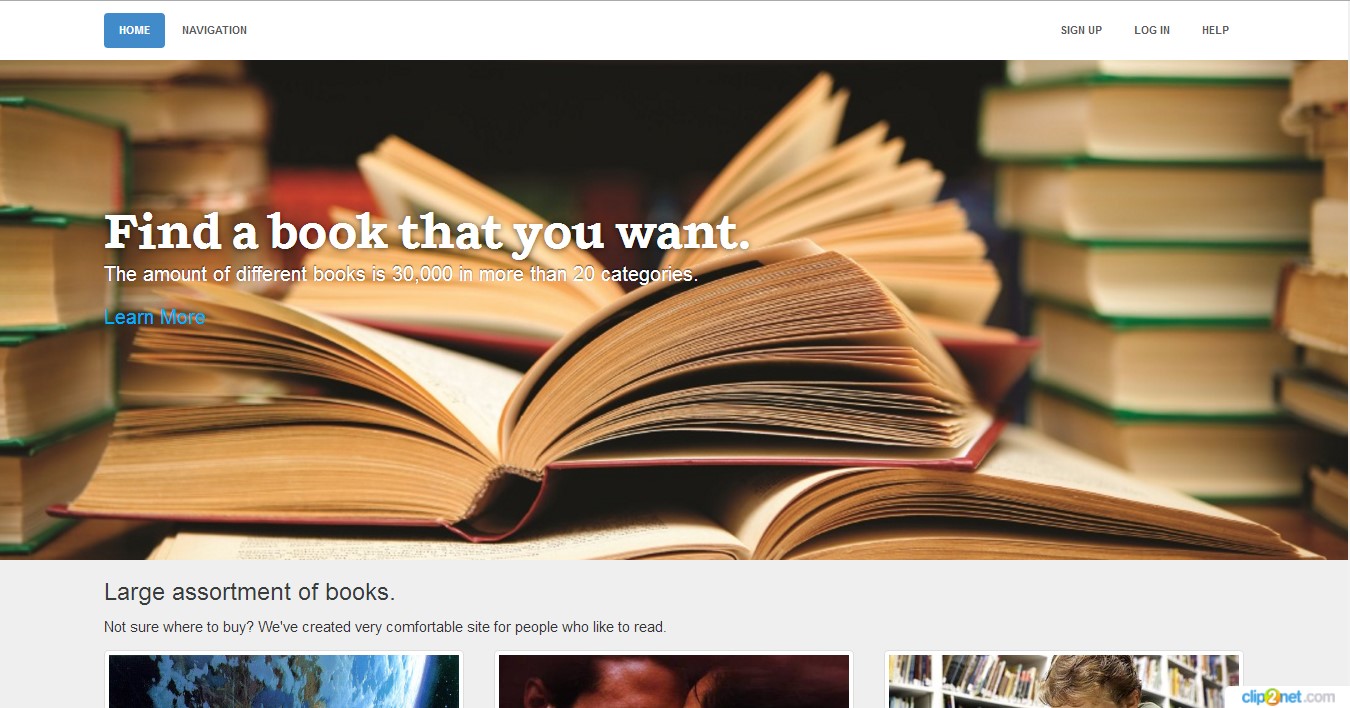 HOME NAVIGATION SIGN UP LOG IN HELP
Find a book that you want.
The amount of different books is 30,000 in more than 20 categories.
Learn More
Large assortment of books.
Not sure where to buy? We've created very comfortable site for people who like to read.
clip2net.com